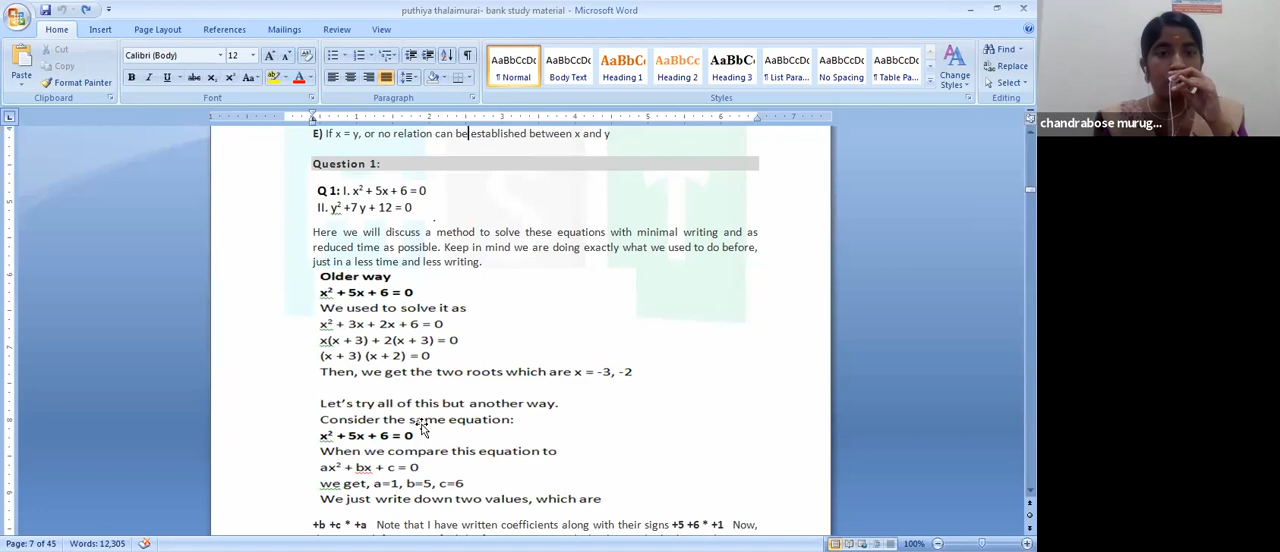 puthiya thalaimurai- bank study material - Microsoft Word
Home Insert Page Layout References Mailings Review View
Paste
Cut
Copy
Format Painter
Clipboard
Calibri (Body) 12
Font
Paragraph
AaBbCcDc AaBbCcDc AaBbC AaBbC AaBbC AaBbCcDc AaBbCcDc AaBbCcDc
¶ Normal Body Text Heading 1 Heading 2 Heading 3 ¶ List Para... ¶ No Spacing ¶ Table Pa...
Styles
Change Styles
Find
Replace
Select
Editing
chandrabose murug...
E) If x = y, or no relation can be established between x and y
Question 1:
Q 1: I. x² + 5x + 6 = 0
II. y² +7 y + 12 = 0
Here we will discuss a method to solve these equations with minimal writing and as
reduced time as possible. Keep in mind we are doing exactly what we used to do before,
just in a less time and less writing.
Older way
x² + 5x + 6 = 0
We used to solve it as
x² + 3x + 2x + 6 = 0
x(x + 3) + 2(x + 3) = 0
(x + 3) (x + 2) = 0
Then, we get the two roots which are x = -3, -2
Let's try all of this but another way.
Consider the same equation:
x² + 5x + 6 = 0
When we compare this equation to
ax² + bx + c = 0
we get, a=1, b=5, c=6
We just write down two values, which are
+b +c * +a Note that I have written coefficients along with their signs +5 +6 * +1 Now,
Page: 7 of 45 Words: 12,305 100%